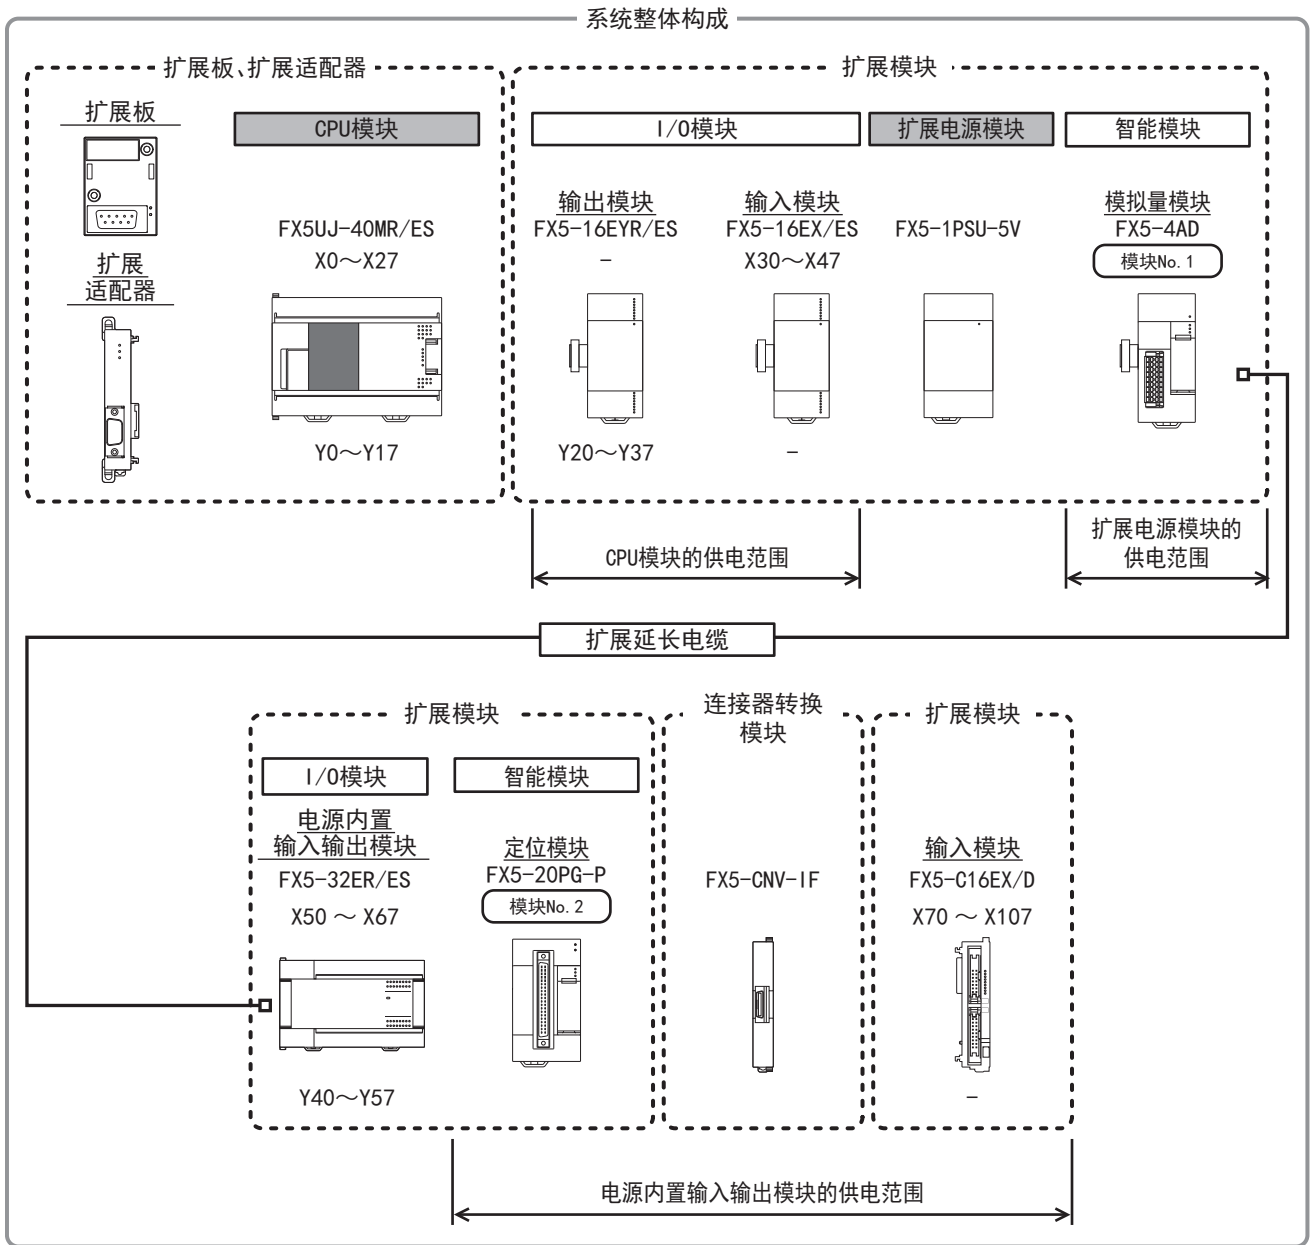 系统整体构成
扩展板、扩展适配器
扩展模块
扩展板
CPU模块
I/O模块
扩展电源模块
智能模块
输出模块
FX5-16EYR/ES
-
输入模块
FX5-16EX/ES
X30～X47
FX5-1PSU-5V
模拟量模块
FX5-4AD
模块No.1
FX5UJ-40MR/ES
X0～X27
扩展
适配器
Y0～Y17
Y20～Y37
-
CPU模块的供电范围
扩展电源模块的
供电范围
扩展延长电缆
扩展模块
连接器转换
模块
扩展模块
I/O模块
智能模块
电源内置
输入输出模块
FX5-32ER/ES
X50 ～ X67
定位模块
FX5-20PG-P
模块No.2
FX5-CNV-IF
输入模块
FX5-C16EX/D
X70 ～ X107
Y40～Y57
-
电源内置输入输出模块的供电范围